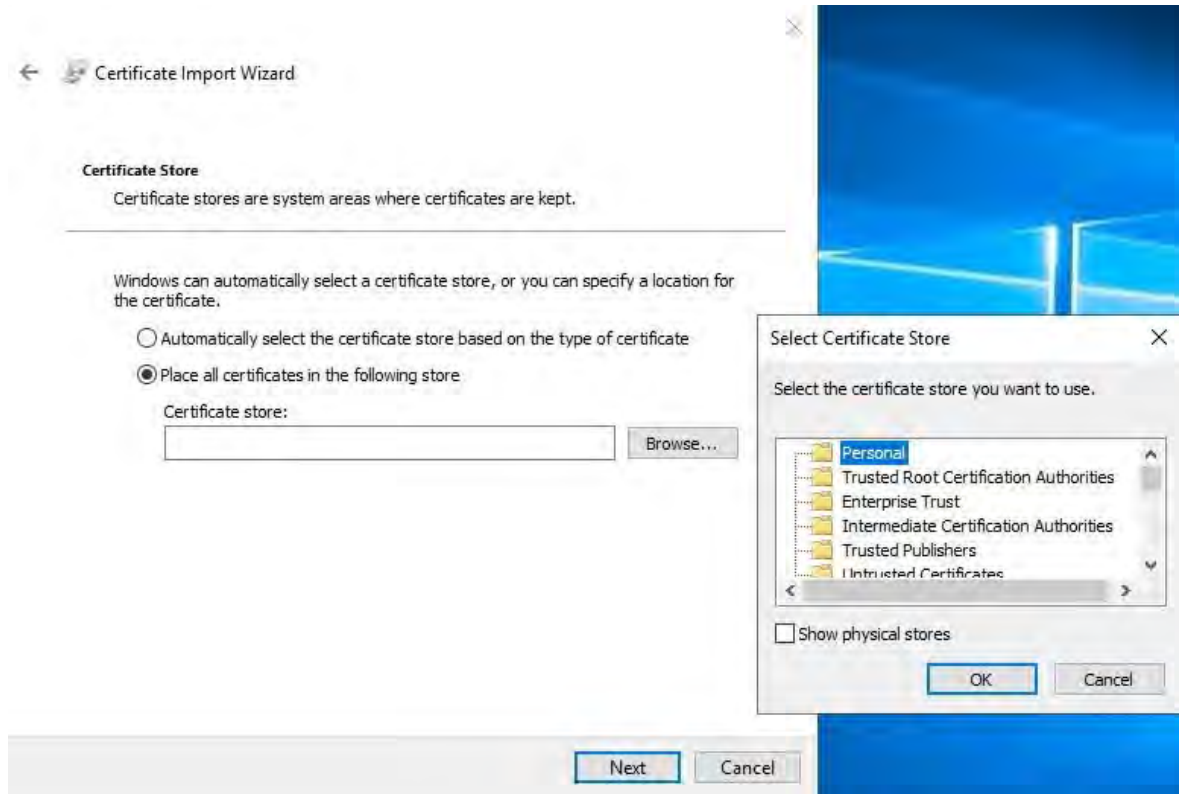 Certificate Import Wizard
Certificate Store
Certificate stores are system areas where certificates are kept.
Windows can automatically select a certificate store, or you can specify a location for
the certificate.
Automatically select the certificate store based on the type of certificate
Place all certificates in the following store
Certificate store:
Browse...
Next
Cancel
Select Certificate Store
Select the certificate store you want to use.
Personal
Trusted Root Certification Authorities
Enterprise Trust
Intermediate Certification Authorities
Trusted Publishers
Untrusted Certificates
Show physical stores
OK
Cancel